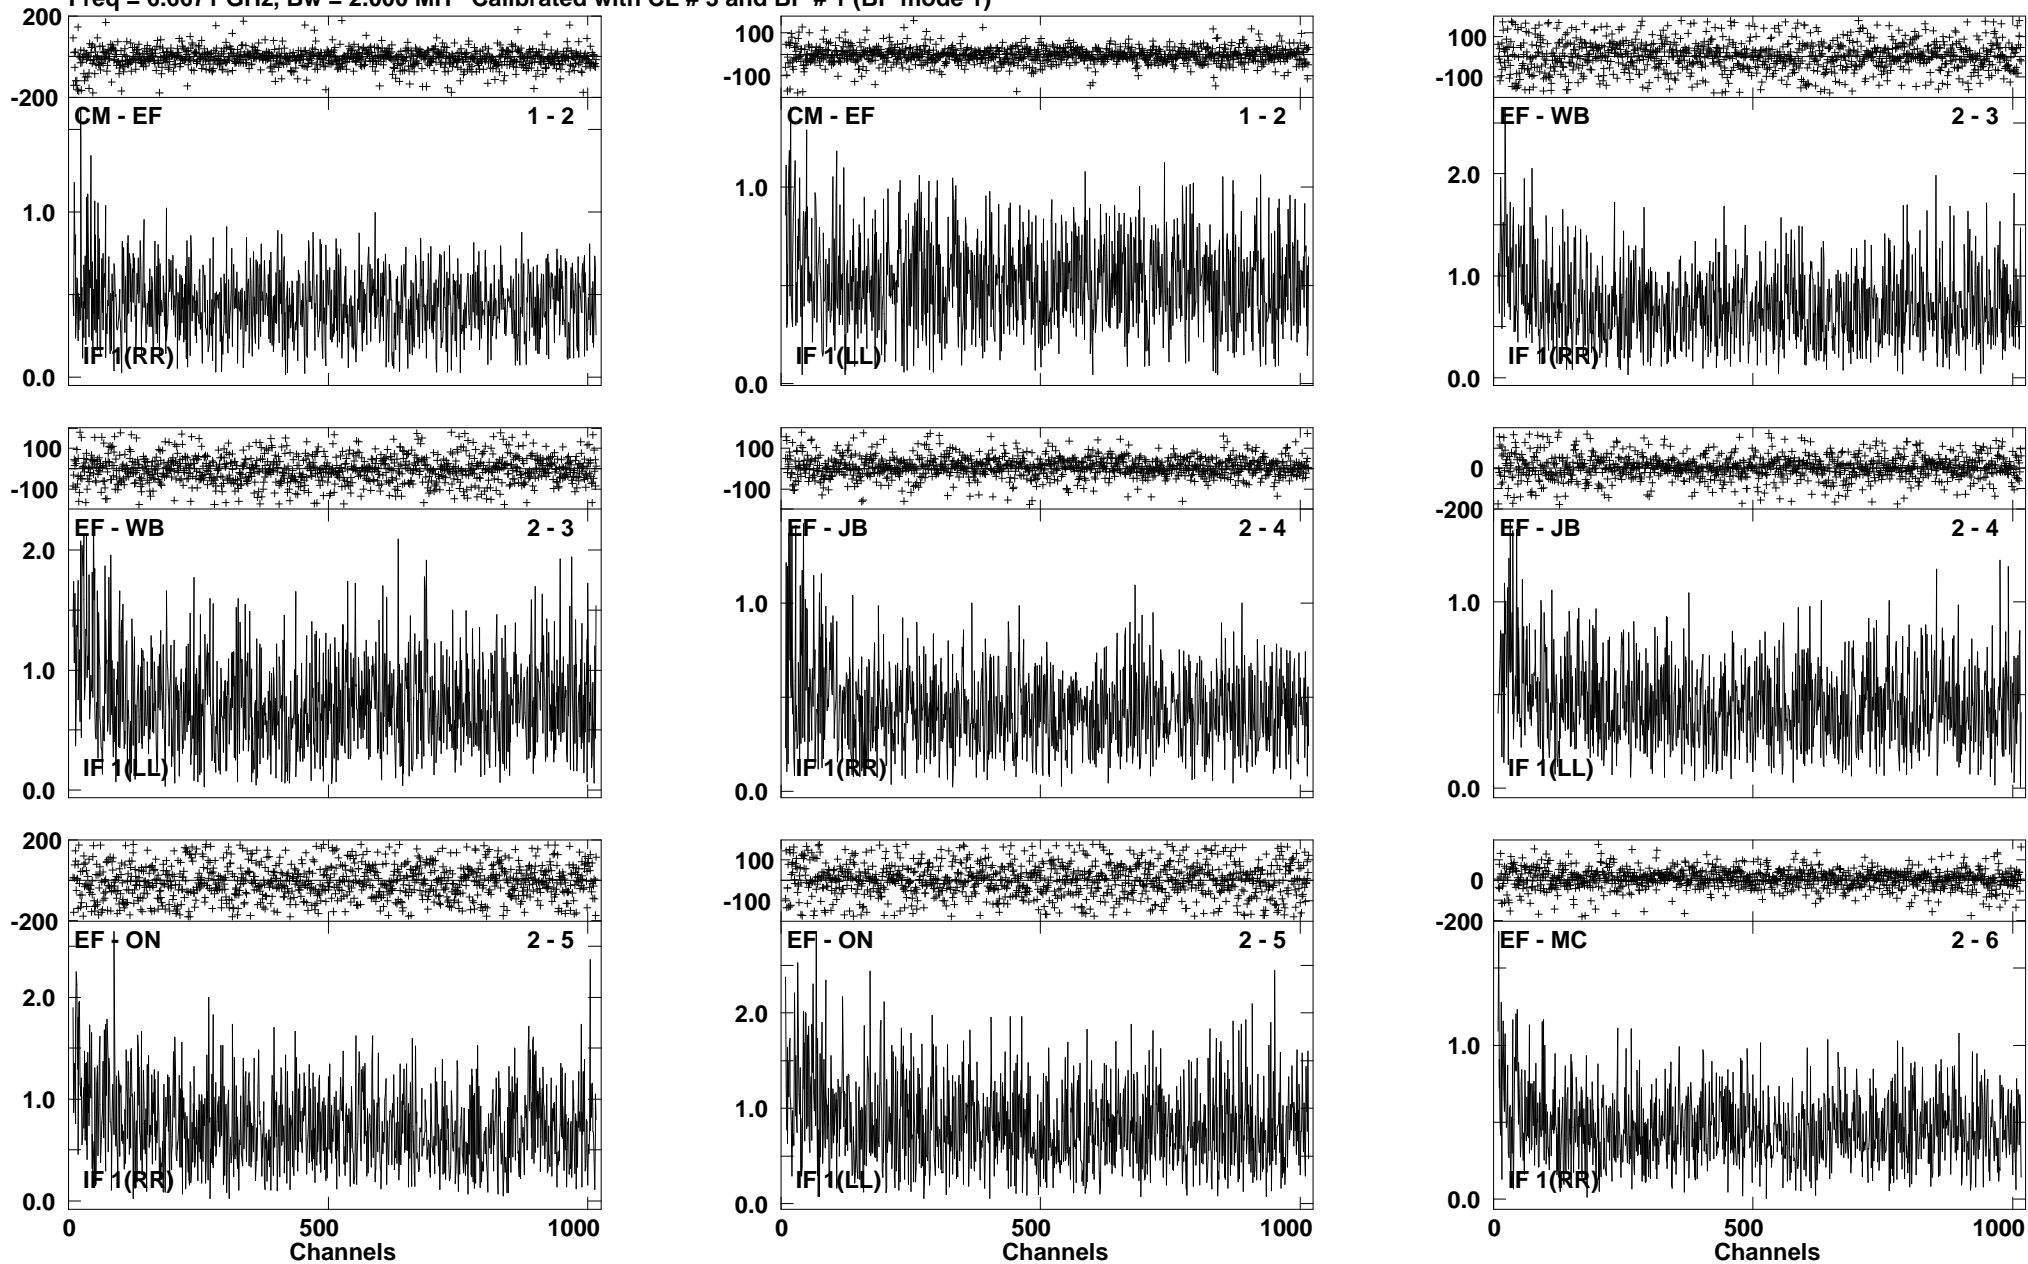 Freq = 6.6671 GHz, Bw = 2.000 MH Calibrated with CL # 3 and BP # 1 (BP mode 1)
200
-200
CM - EF 1 - 2
1.0
0.0
IF 1(RR)
100
-100
CM - EF 1 - 2
1.0
0.0
IF 1(LL)
100
-100
EF - WB 2 - 3
2.0
1.0
0.0
IF 1(RR)
100
-100
EF - WB 2 - 3
2.0
1.0
0.0
IF 1(LL)
100
-100
EF - JB 2 - 4
1.0
0.0
IF 1(RR)
0
-200
EF - JB 2 - 4
1.0
0.0
IF 1(LL)
200
-200
EF - ON 2 - 5
2.0
1.0
0.0
IF 1(RR)
0 500 1000
Channels
100
-100
EF - ON 2 - 5
2.0
1.0
0.0
IF 1(LL)
0 500 1000
Channels
0
-200
EF - MC 2 - 6
1.0
0.0
IF 1(RR)
0 500 1000
Channels